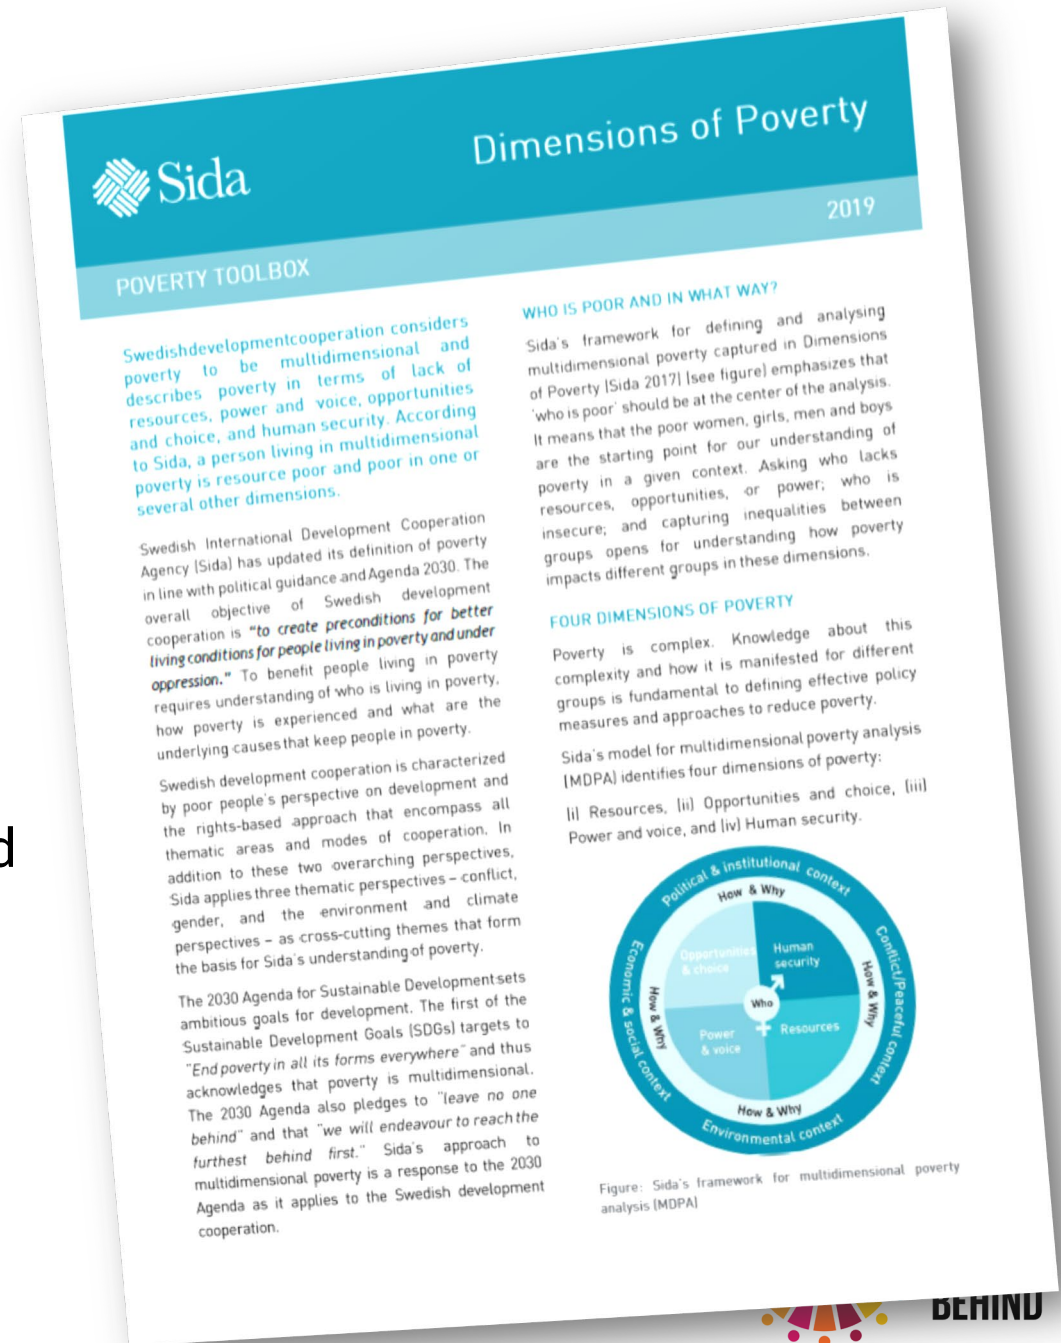 Sida
Dimensions of Poverty
2019
POVERTY TOOLBOX
Swedishdevelopmentcooperation considers
poverty to be multidimensional and
describes poverty in terms of lack of
resources, power and voice, opportunities
and choice, and human security. According
to Sida, a person living in multidimensional
poverty is resource poor and poor in one or
several other dimensions.
Swedish International Development Cooperation
Agency (Sida) has updated its definition of poverty
in line with political guidance and Agenda 2030. The
overall objective of Swedish development
cooperation is "to create preconditions for better
living conditions for people living in poverty and under
oppression." To benefit people living in poverty
requires understanding of who is living in poverty,
how poverty is experienced and what are the
underlying causes that keep people in poverty.
Swedish development cooperation is characterized
by poor people's perspective on development and
the rights-based approach that encompass all
thematic areas and modes of cooperation. In
addition to these two overarching perspectives,
Sida applies three thematic perspectives – conflict,
gender, and the environment and climate
perspectives – as cross-cutting themes that form
the basis for Sida's understanding of poverty.
The 2030 Agenda for Sustainable Development sets
ambitious goals for development. The first of the
Sustainable Development Goals (SDGs) targets to
"End poverty in all its forms everywhere" and thus
acknowledges that poverty is multidimensional.
The 2030 Agenda also pledges to "leave no one
behind" and that "we will endeavour to reach the
furthest behind first." Sida's approach to
multidimensional poverty is a response to the 2030
Agenda as it applies to the Swedish development
cooperation.
WHO IS POOR AND IN WHAT WAY?
Sida's framework for defining and analysing
multidimensional poverty captured in Dimensions
of Poverty (Sida 2017) (see figure) emphasizes that
'who is poor' should be at the center of the analysis.
It means that the poor women, girls, men and boys
are the starting point for our understanding of
poverty in a given context. Asking who lacks
resources, opportunities, or power; who is
insecure; and capturing inequalities between
groups opens for understanding how poverty
impacts different groups in these dimensions.
FOUR DIMENSIONS OF POVERTY
Poverty is complex. Knowledge about this
complexity and how it is manifested for different
groups is fundamental to defining effective policy
measures and approaches to reduce poverty.
Sida's model for multidimensional poverty analysis
(MDPA) identifies four dimensions of poverty:
(i) Resources, (ii) Opportunities and choice, (iii)
Power and voice, and (iv) Human security.
Political & institutional context
How & Why
Opportunities
& choice
Human
security
Economic & social context
How & Why
Who
How & Why
Conflict/Peaceful context
Power
& voice
Resources
How & Why
Environmental context
Figure: Sida's framework for multidimensional poverty
analysis (MDPA)
d
BEHIND